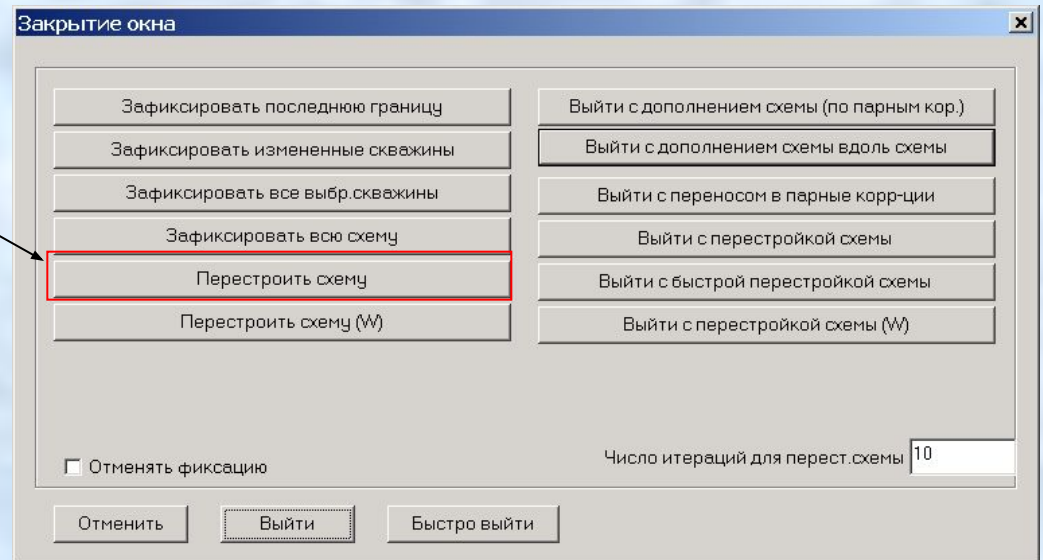 Закрытие окна
Зафиксировать последнюю границу
Зафиксировать измененные скважины
Зафиксировать все выбр.скважины
Зафиксировать всю схему
Перестроить схему
Перестроить схему (W)
Выйти с дополнением схемы (по парным кор.)
Выйти с дополнением схемы вдоль схемы
Выйти с переносом в парные корр-ции
Выйти с перестройкой схемы
Выйти с быстрой перестройкой схемы
Выйти с перестройкой схемы (W)
Отменять фиксацию
Число итераций для перест.схемы 10
Отменить
Выйти
Быстро выйти